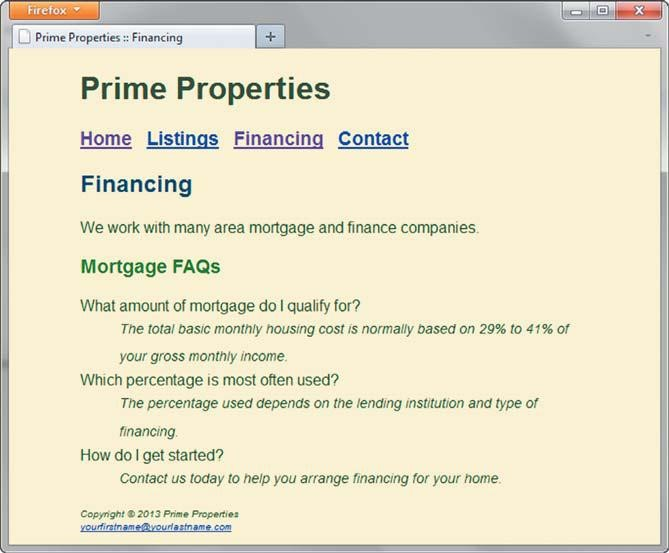 Firefox
Prime Properties :: Financing
Prime Properties
Home Listings Financing Contact
Financing
We work with many area mortgage and finance companies.
Mortgage FAQs
What amount of mortgage do I qualify for?
The total basic monthly housing cost is normally based on 29% to 41% of
your gross monthly income.
Which percentage is most often used?
The percentage used depends on the lending institution and type of
financing.
How do I get started?
Contact us today to help you arrange financing for your home.
Copyright © 2013 Prime Properties
yourfirstname@yourlastname.com